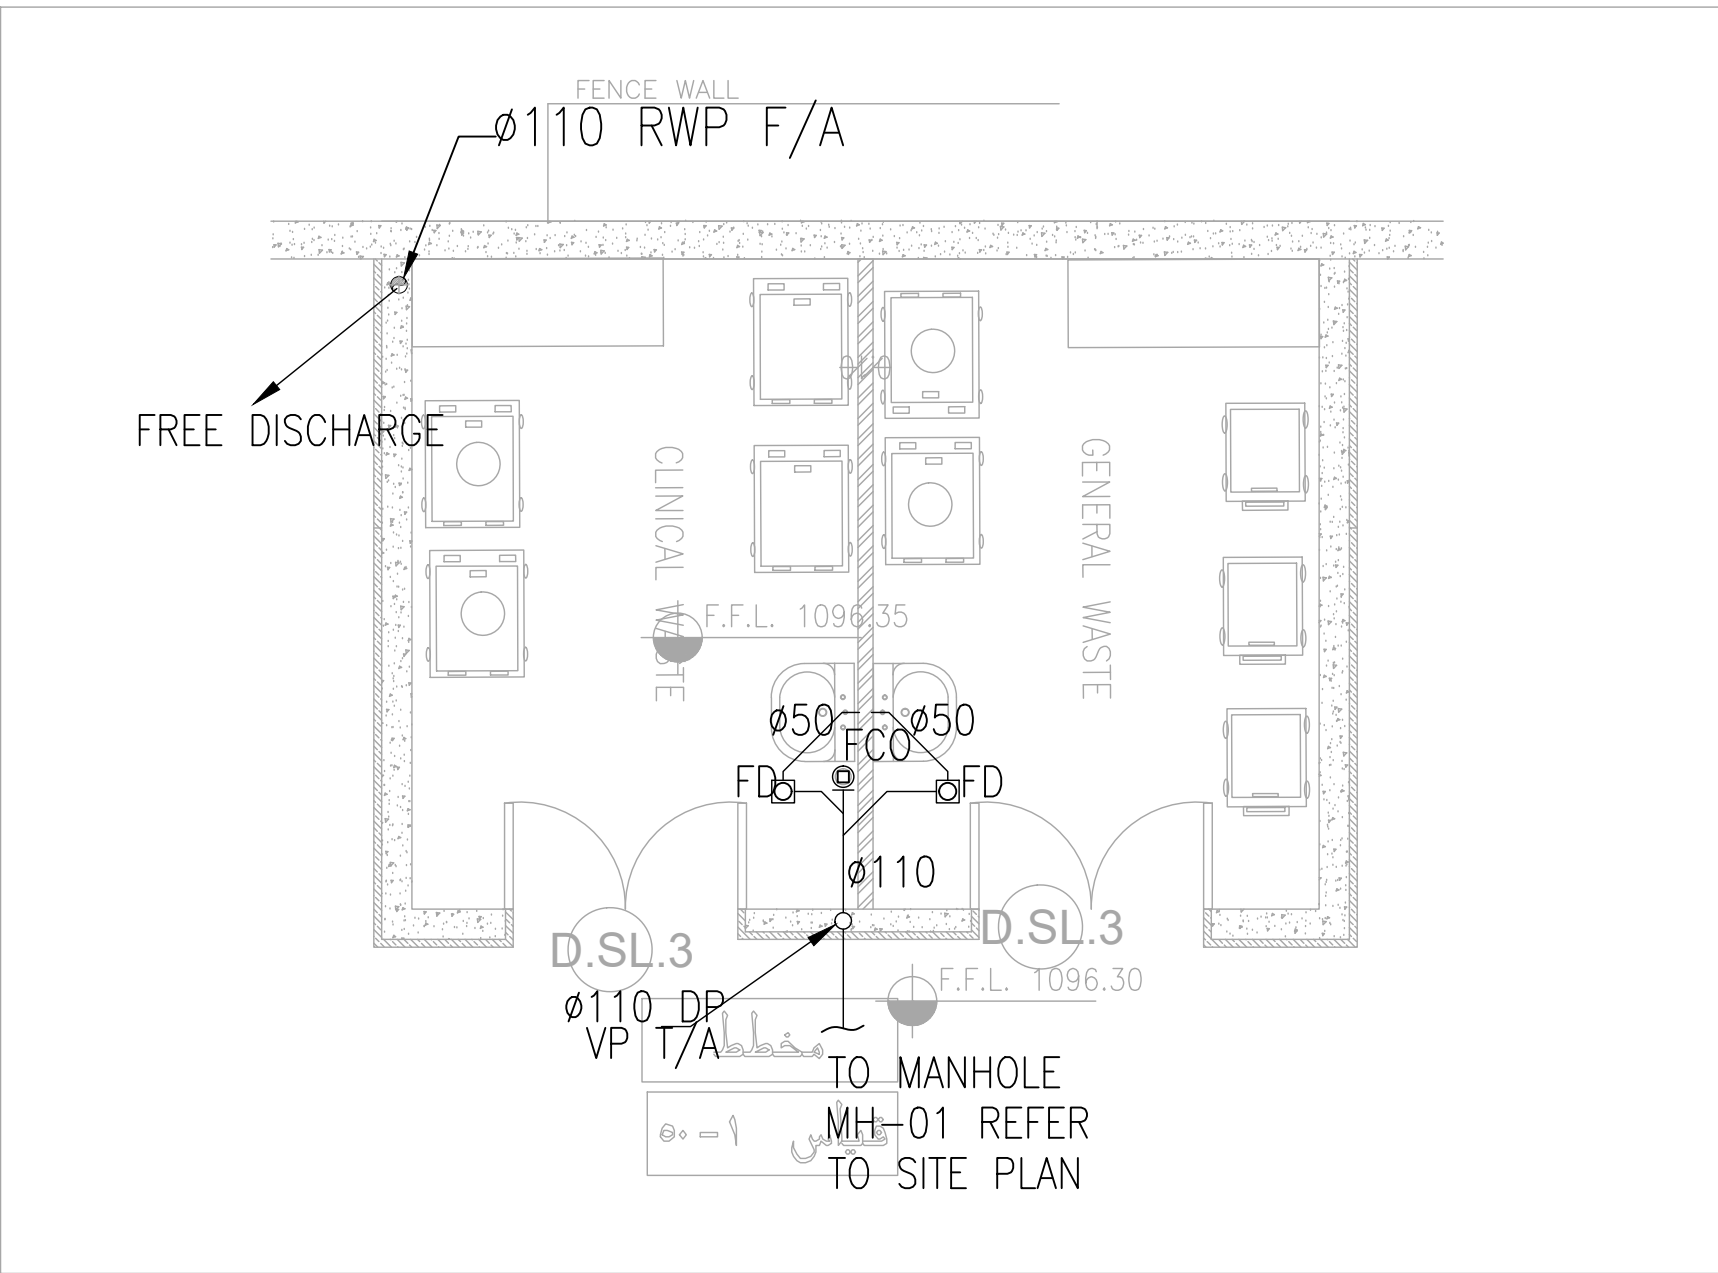 FENCE WALL
ø110 RWP F/A
FREE DISCHARGE
CLINICAL WASTE
GENERAL WASTE
F.F.L. 1096.35
ø50
ø50
FCO
FD
FD
ø110
D.SL.3
D.SL.3
F.F.L. 1096.30
ø110 DP
VP T/A
مخطط
TO MANHOLE
MH-01 REFER
TO SITE PLAN
قياس ١-٥٠